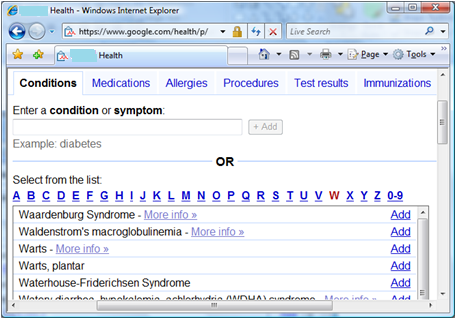 Health - Windows Internet Explorer
https://www.google.com/health/p/
Live Search
Health
Page
Tools
Conditions Medications Allergies Procedures Test results Immunizations
Enter a condition or symptom:
+ Add
Example: diabetes
OR
Select from the list:
A B C D E F G H I J K L M N O P Q R S T U V W X Y Z 0-9
Waardenburg Syndrome - More info » Add
Waldenstrom's macroglobulinemia - More info » Add
Warts - More info » Add
Warts, plantar Add
Waterhouse-Friderichsen Syndrome Add
Watery diarrhea, hypokalemia, achlorhydria (WDHA) syndrome - More info » Add